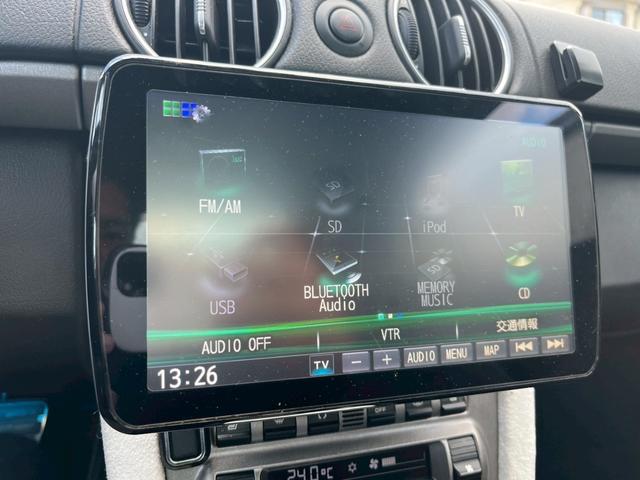 AUDIO
FM/AM
SD
iPod
TV
USB
BLUETOOTH
Audio
MEMORY
MUSIC
CD
AUDIO OFF
VTR
交通情報
13:26
TV
AUDIO
MENU
MAP
OFF
24.0°C